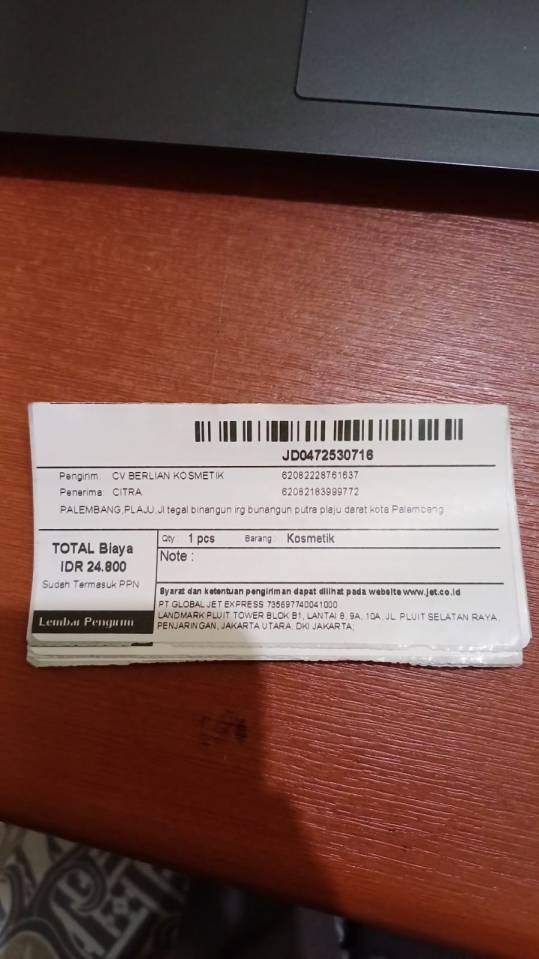 JD0472530716
Pengirim: CV BERLIAN KOSMETIK 62082228761637
Penerima CITRA 62082183999772
PALEMBANG,PLAJU,Jl tegal binangun lrg bunangun putra plaju darat kota Palembang
TOTAL Biaya
IDR 24.800
Sudah Termasuk PPN
Lembar Pengirim
Qty 1 pcs Barang Kosmetik
Note :
Syarat dan ketentuan pengiriman dapat dilihat pada website www.jet.co.id
PT GLOBAL JET EXPRESS 735697740041000
LANDMARK PLUIT TOWER BLOK B1, LANTAI 8, 9A, 10A, JL. PLUIT SELATAN RAYA,
PENJARINGAN, JAKARTA UTARA, DKI JAKARTA;